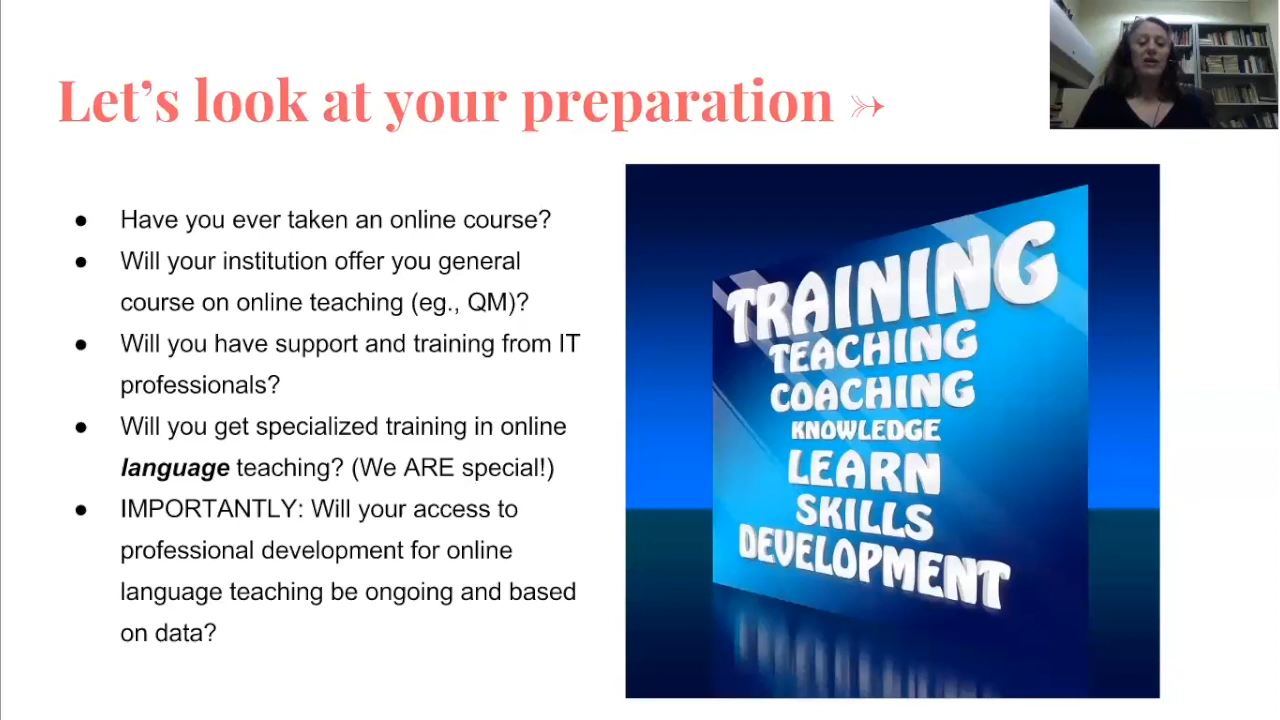 Let's look at your preparation
● Have you ever taken an online course?
● Will your institution offer you general
course on online teaching (eg., QM)?
● Will you have support and training from IT
professionals?
● Will you get specialized training in online
language teaching? (We ARE special!)
● IMPORTANTLY: Will your access to
professional development for online
language teaching be ongoing and based
on data?
TRAINING
TEACHING
COACHING
KNOWLEDGE
LEARN
SKILLS
DEVELOPMENT